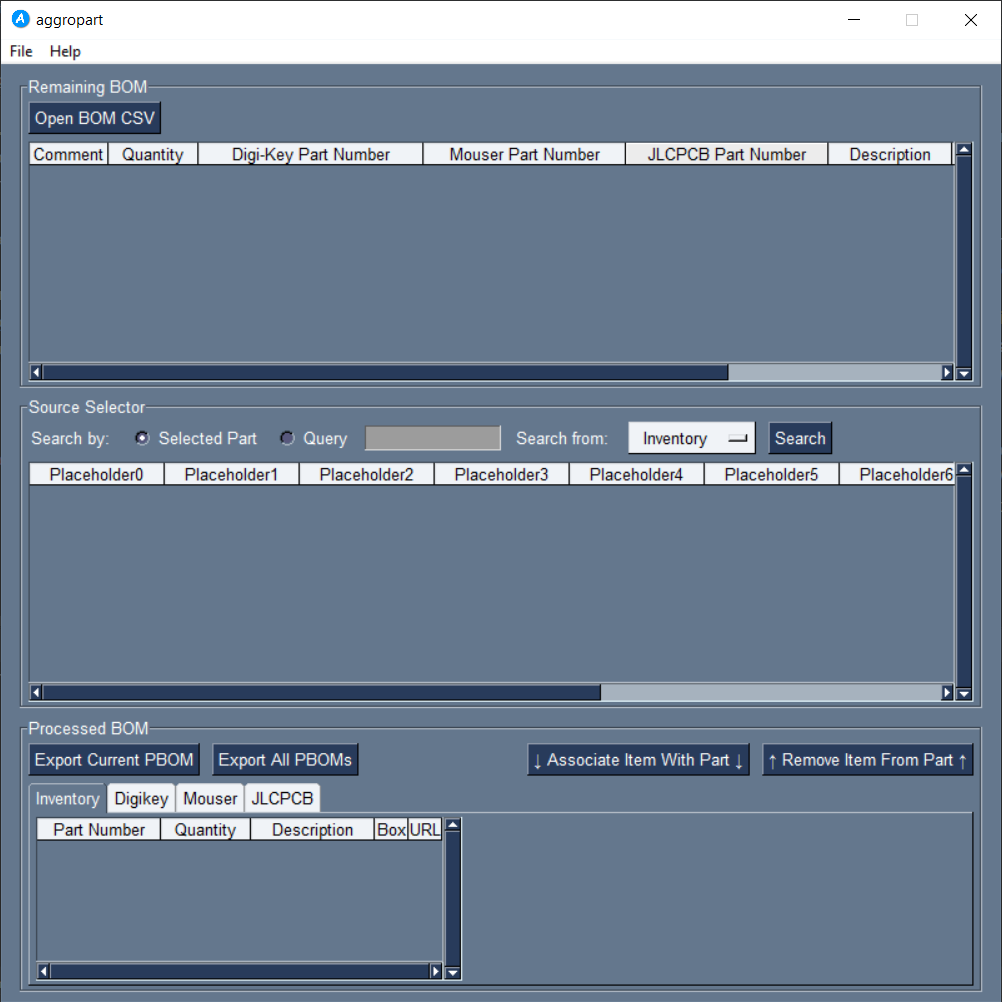 aggropart
File Help
Remaining BOM
Open BOM CSV
Comment Quantity Digi-Key Part Number Mouser Part Number JLCPCB Part Number Description
Source Selector
Search by: Selected Part Query Search from: Inventory Search
Placeholder0 Placeholder1 Placeholder2 Placeholder3 Placeholder4 Placeholder5 Placeholder6
Processed BOM
Export Current PBOM Export All PBOMs ↓ Associate Item With Part ↓ ↑ Remove Item From Part ↑
Inventory Digikey Mouser JLCPCB
Part Number Quantity Description Box URL